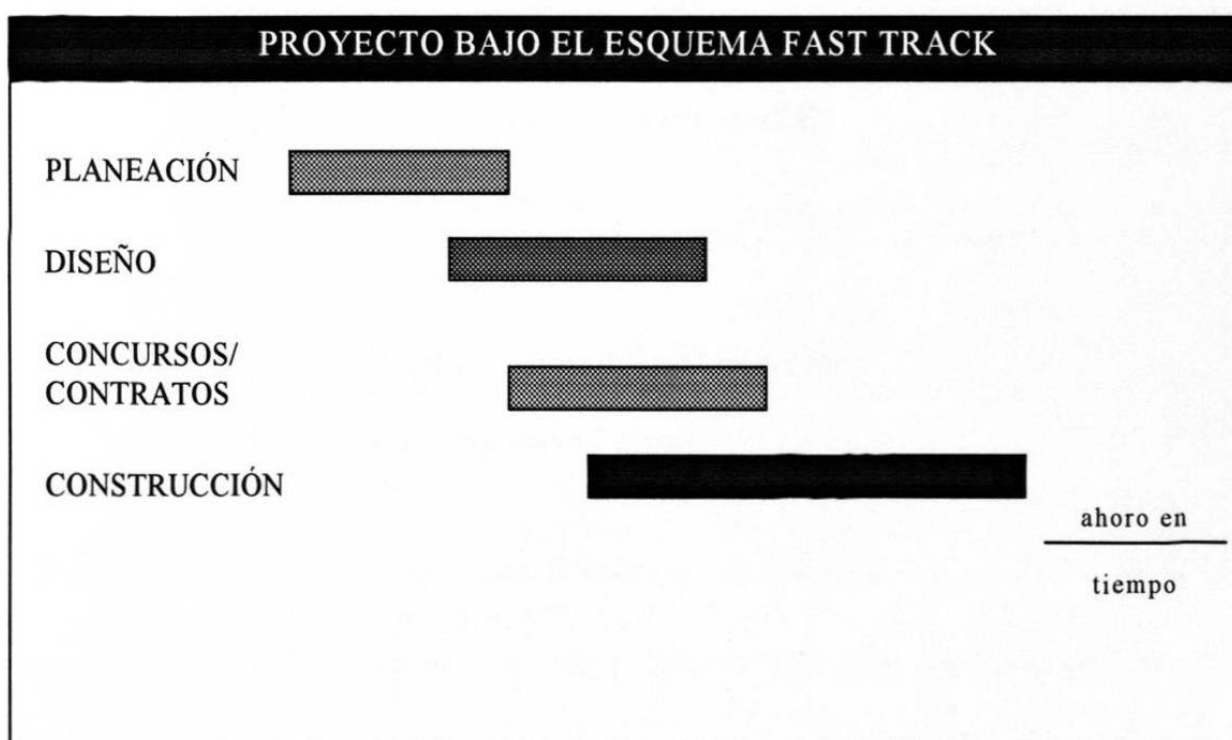 PROYECTO BAJO EL ESQUEMA FAST TRACK
PLANEACIÓN
DISEÑO
CONCURSOS/
CONTRATOS
CONSTRUCCIÓN
ahoro en
tiempo